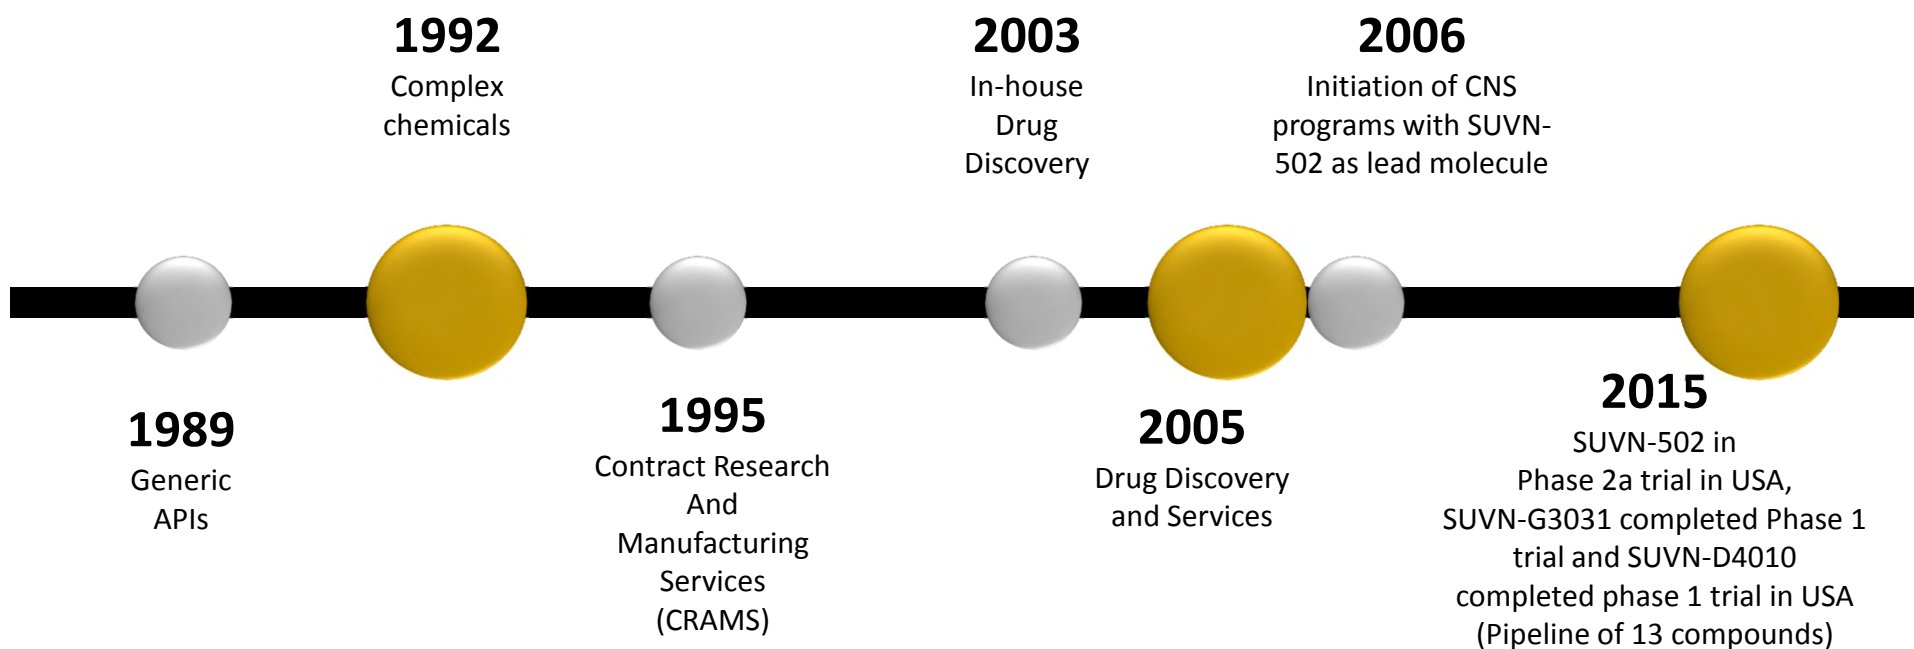 1992
Complex
chemicals
2003
In-house
Drug
Discovery
2006
Initiation of CNS
programs with SUVN-
502 as lead molecule
1989
Generic
APIs
1995
Contract Research
And
Manufacturing
Services
(CRAMS)
2005
Drug Discovery
and Services
2015
SUVN-502 in
Phase 2a trial in USA,
SUVN-G3031 completed Phase 1
trial and SUVN-D4010
completed phase 1 trial in USA
(Pipeline of 13 compounds)